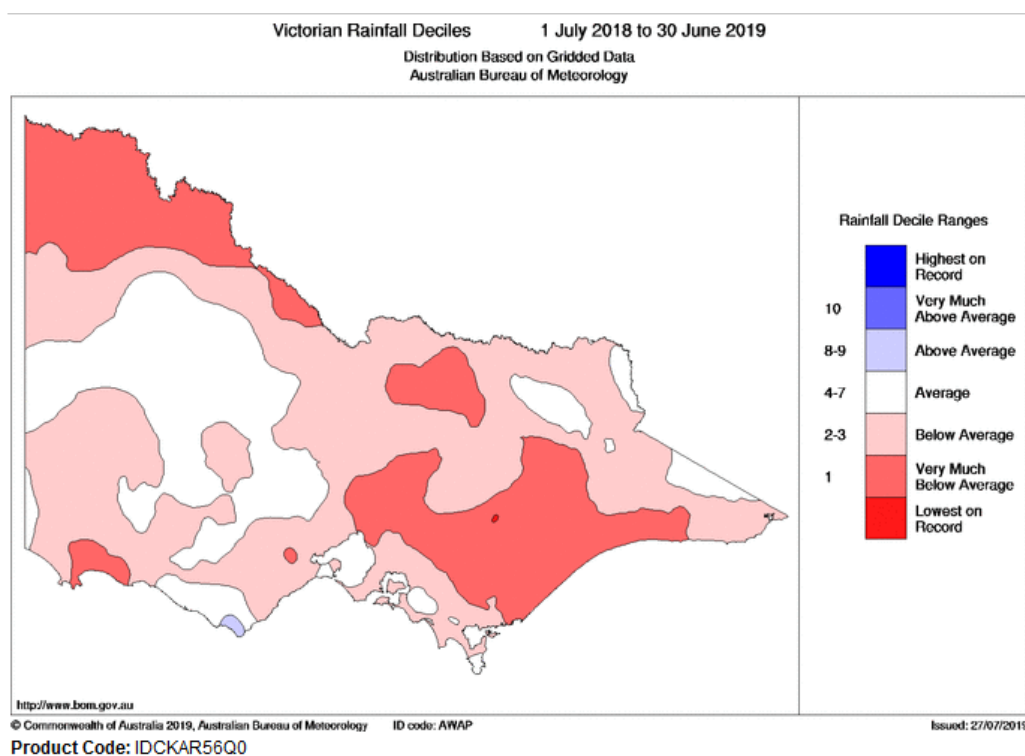 Victorian Rainfall Deciles 1 July 2018 to 30 June 2019
Distribution Based on Gridded Data
Australian Bureau of Meteorology
Rainfall Decile Ranges
Highest on
Record
10 Very Much
Above Average
8-9 Above Average
4-7 Average
2-3 Below Average
1 Very Much
Below Average
Lowest on
Record
http://www.bom.gov.au
© Commonwealth of Australia 2019, Australian Bureau of Meteorology ID code: AWAP Issued: 27/07/2019
Product Code: IDCKAR56Q0